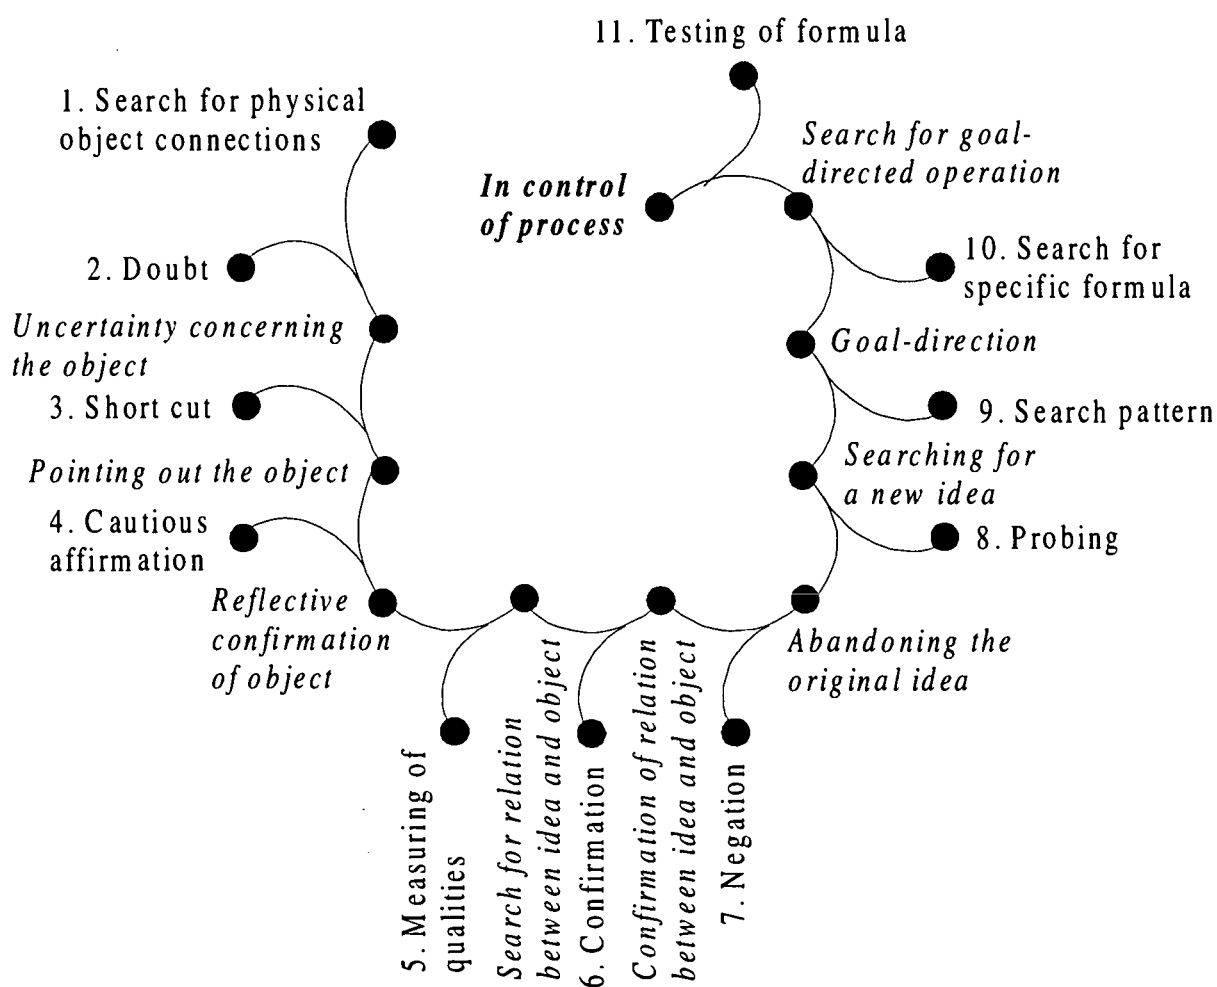 11. Testing of formula
1. Search for physical
object connections
Search for goal-
directed operation
In control
of process
2. Doubt
10. Search for
specific formula
Uncertainty concerning
the object
Goal-direction
3. Short cut
9. Search pattern
Pointing out the object
Searching for
a new idea
4. Cautious
affirmation
8. Probing
Reflective
confirmation
of object
Abandoning the
original idea
5. Measuring of
qualities
Search for relation
between idea and object
6. Confirmation
Confirmation of relation
between idea and object
7. Negation